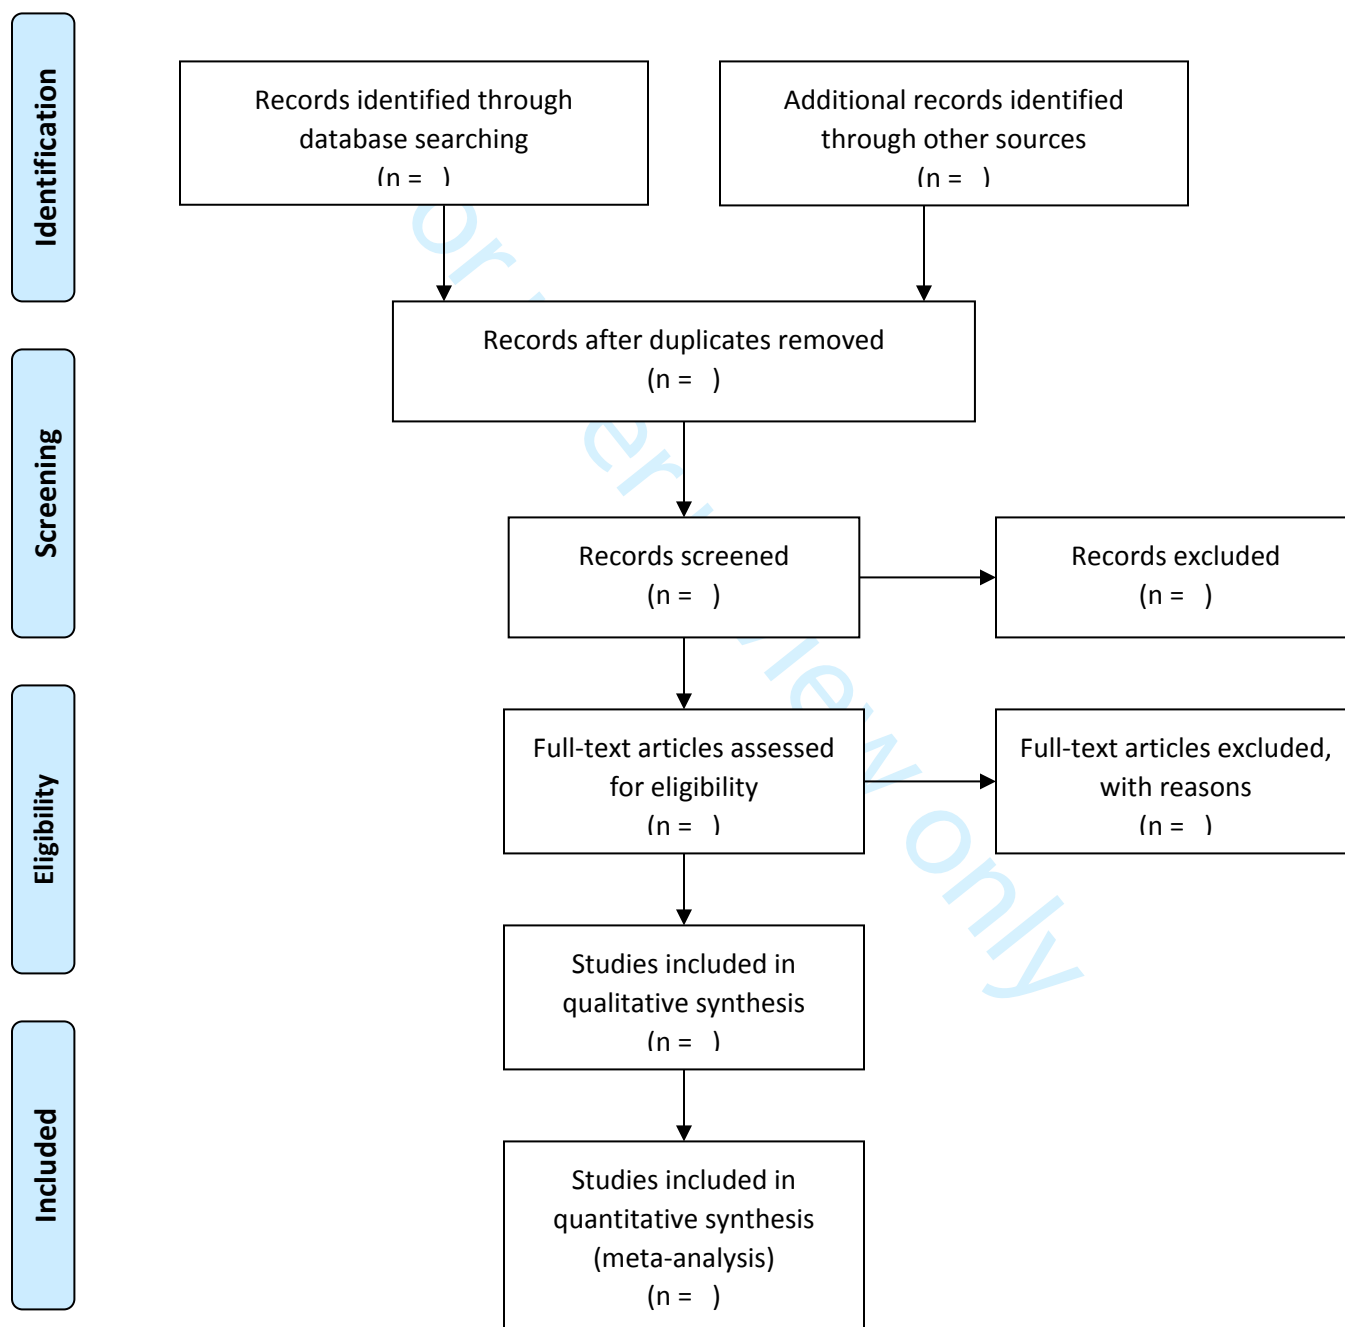 Identification
Records identified through
database searching
(n =   )
Additional records identified
through other sources
(n =   )
Records after duplicates removed
(n =   )
Screening
Records screened
(n =   )
Records excluded
(n =   )
Eligibility
Full-text articles assessed
for eligibility
(n =   )
Full-text articles excluded,
with reasons
(n =   )
Studies included in
qualitative synthesis
(n =   )
Included
Studies included in
quantitative synthesis
(meta-analysis)
(n =   )
only